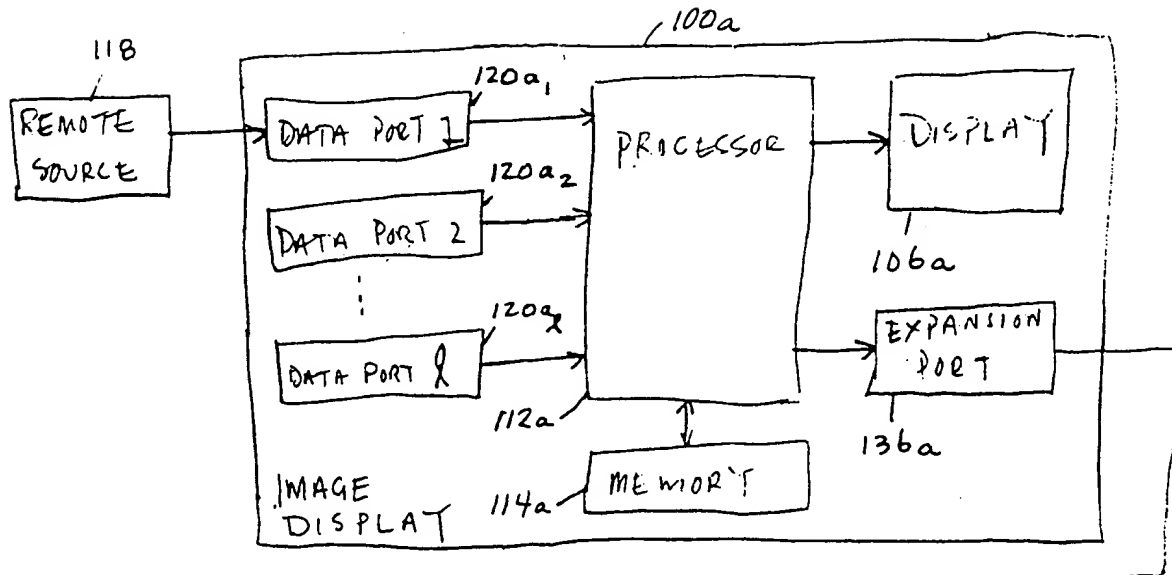 100a
118
REMOTE
SOURCE
120a1
DATA PORT 1
120a2
DATA PORT 2
120aℓ
DATA PORT ℓ
PROCESSOR
112a
DISPLAY
106a
EXPANSION
PORT
136a
MEMORY
114a
IMAGE
DISPLAY